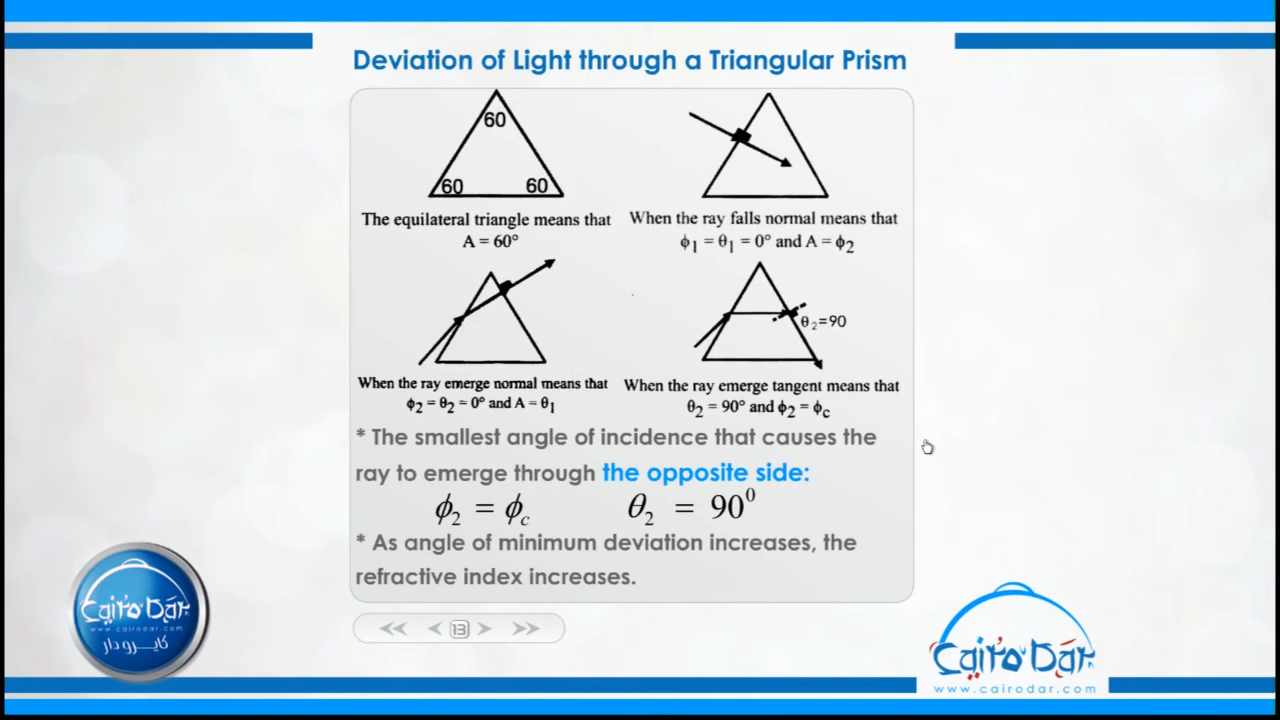 Deviation of Light through a Triangular Prism
60
60
60
The equilateral triangle means that
A = 60°
When the ray falls normal means that
ϕ₁ = θ₁ = 0° and A = ϕ₂
When the ray emerge normal means that
ϕ₂ = θ₂ = 0° and A = θ₁
θ₂=90
When the ray emerge tangent means that
θ₂ = 90° and ϕ₂ = ϕc
* The smallest angle of incidence that causes the
ray to emerge through the opposite side:
ϕ₂ = ϕc θ₂ = 90⁰
* As angle of minimum deviation increases, the
refractive index increases.
13
Cairo Dar
www.cairodar.com
كايرو دار
Cairo Dar
www.cairodar.com